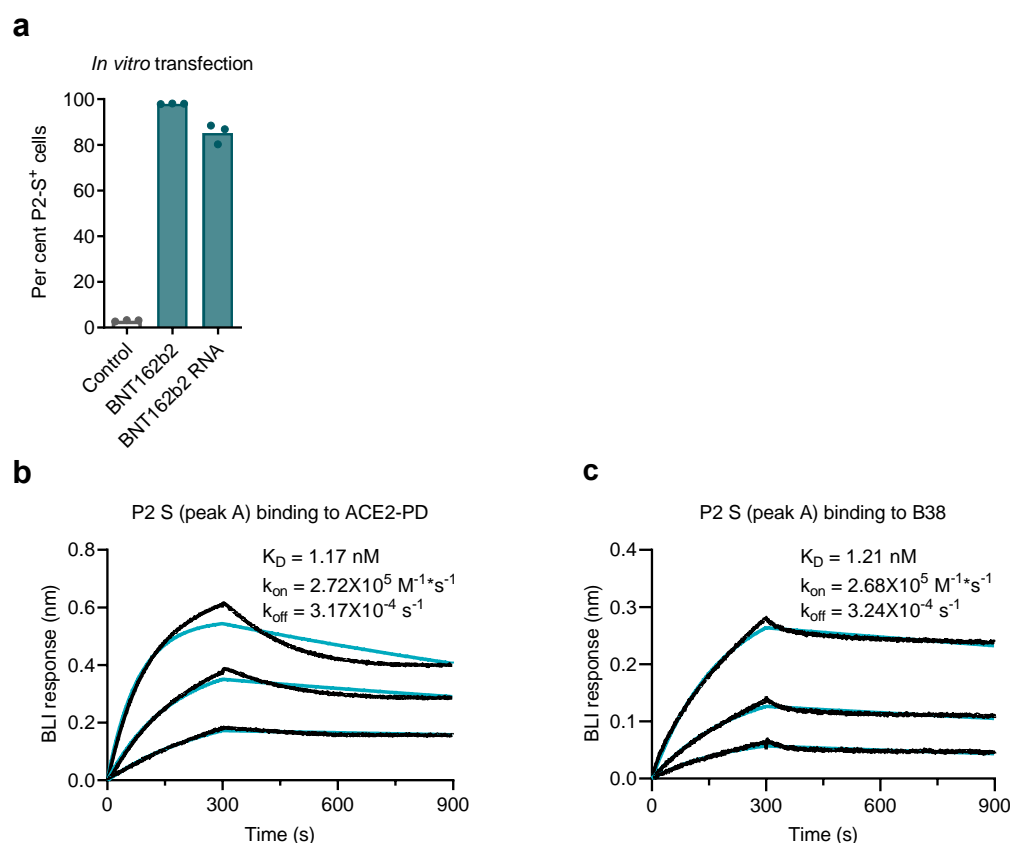 a
In vitro transfection
Per cent P2-S⁺ cells
100
80
60
40
20
0
Control
BNT162b2
BNT162b2 RNA
b
P2 S (peak A) binding to ACE2-PD
K_D = 1.17 nM
k_on = 2.72X10⁵ M⁻¹*s⁻¹
k_off = 3.17X10⁻⁴ s⁻¹
BLI response (nm)
0.8
0.6
0.4
0.2
0.0
0 300 600 900
Time (s)
c
P2 S (peak A) binding to B38
K_D = 1.21 nM
k_on = 2.68X10⁵ M⁻¹*s⁻¹
k_off = 3.24X10⁻⁴ s⁻¹
BLI response (nm)
0.4
0.3
0.2
0.1
0.0
0 300 600 900
Time (s)